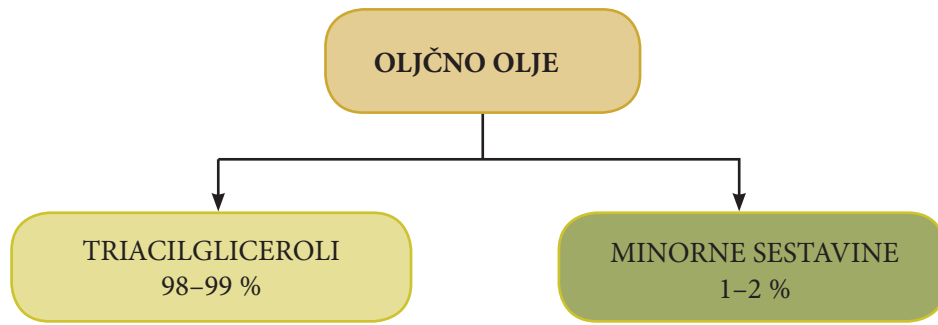 OLJČNO OLJE
TRIACILGLICEROLI
98–99 %
MINORNE SESTAVINE
1–2 %